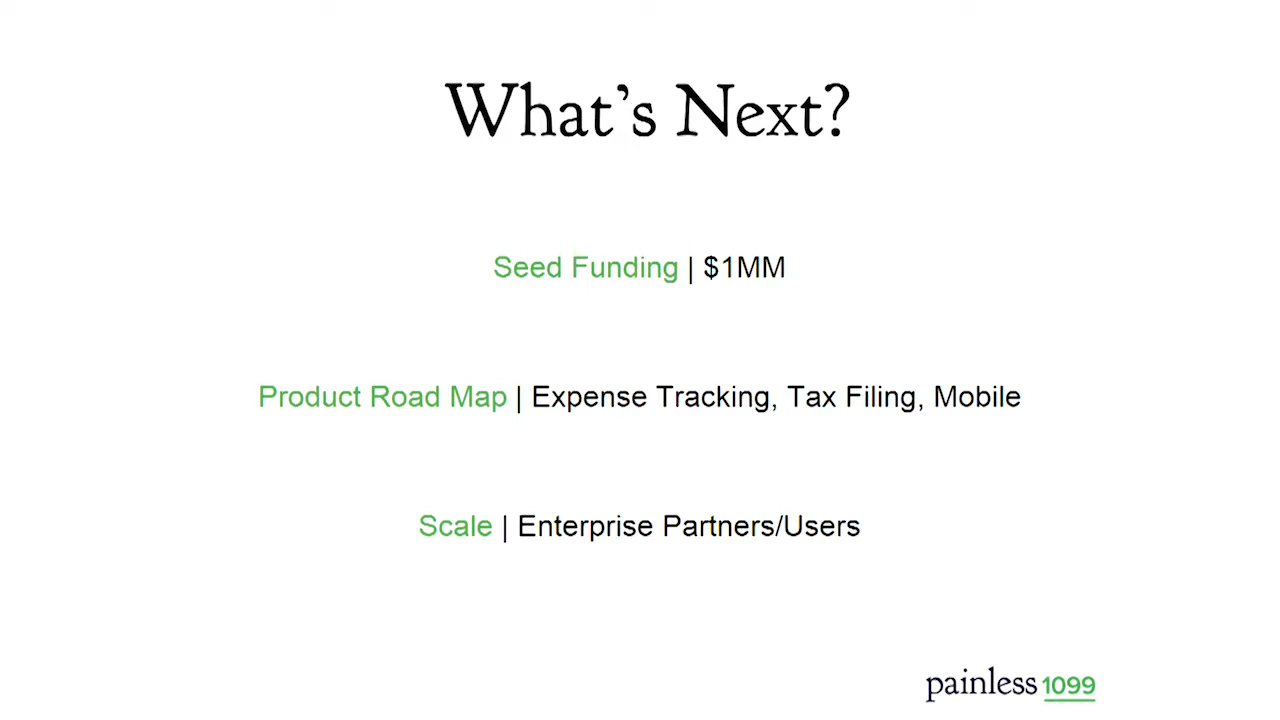 What's Next?
Seed Funding | $1MM
Product Road Map | Expense Tracking, Tax Filing, Mobile
Scale | Enterprise Partners/Users
painless 1099